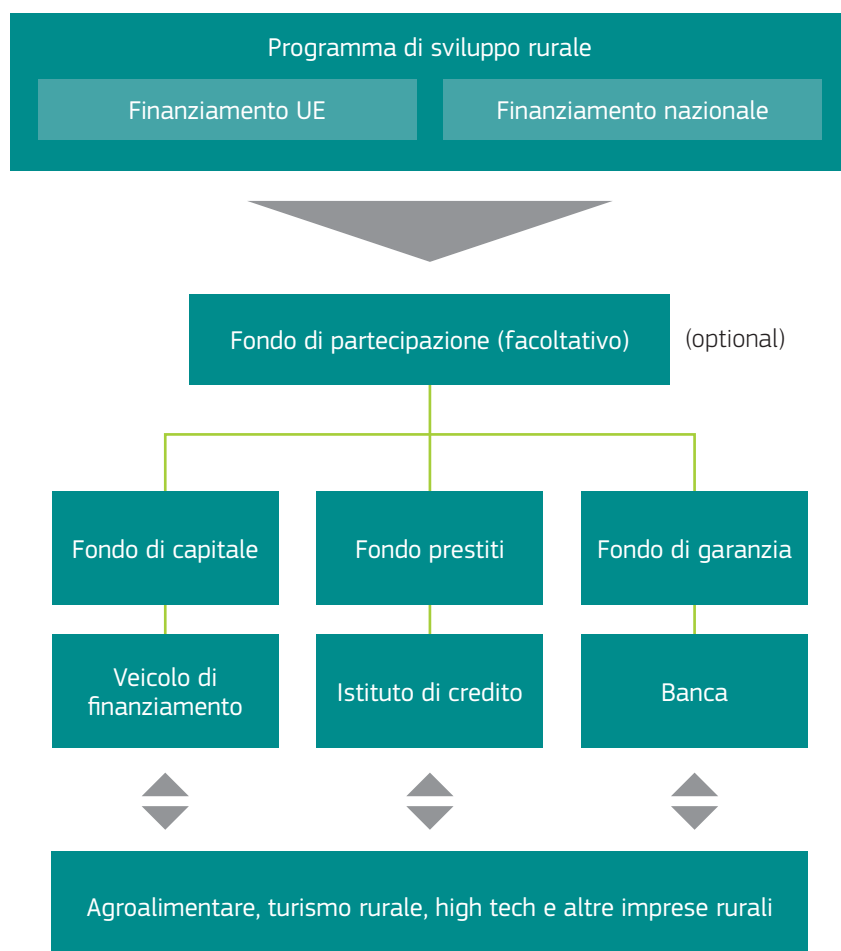 Programma di sviluppo rurale
Finanziamento UE
Finanziamento nazionale
Fondo di partecipazione (facoltativo)
(optional)
Fondo di capitale
Fondo prestiti
Fondo di garanzia
Veicolo di
finanziamento
Istituto di credito
Banca
Agroalimentare, turismo rurale, high tech e altre imprese rurali